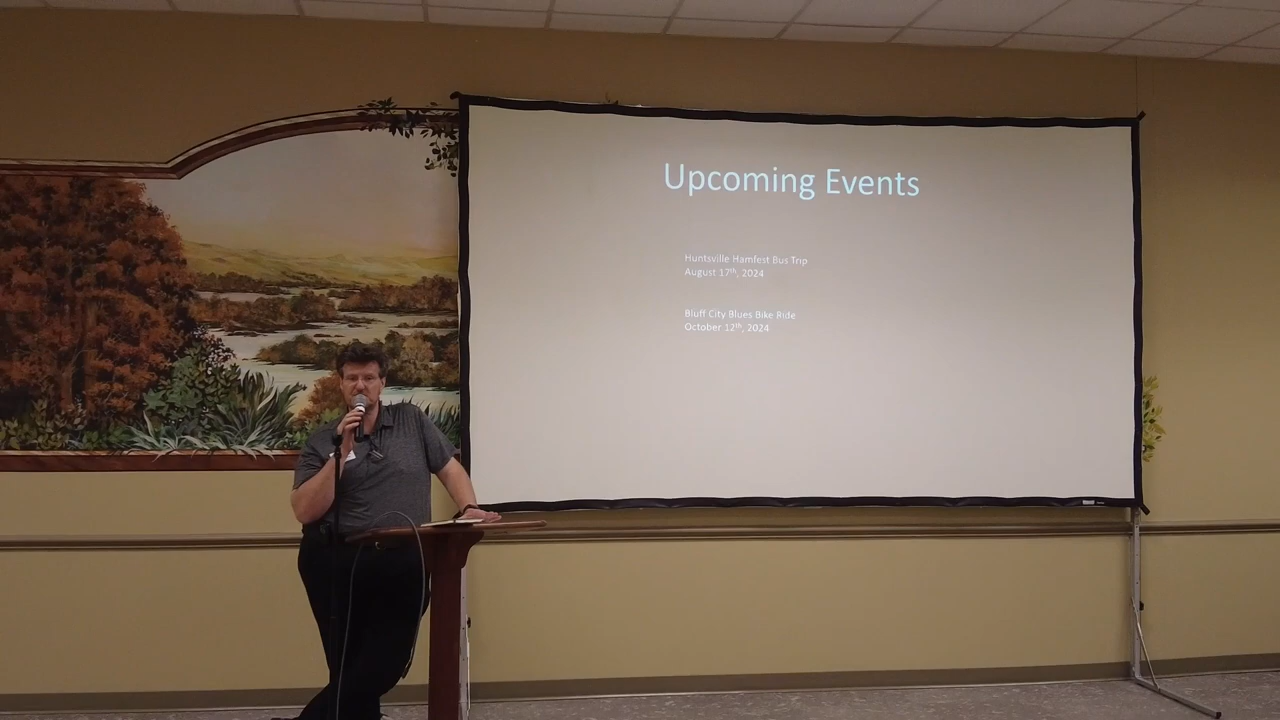 Upcoming Events
Huntsville Hamfest Bus Trip
August 17th, 2024
Bluff City Blues Bike Ride
October 12th, 2024